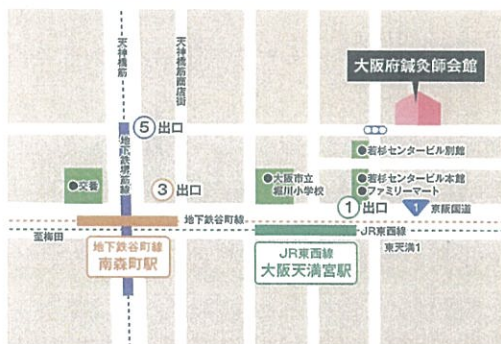 天神橋筋
天神橋筋商店街
大阪府鍼灸師会館
⑤出口
地下鉄堺筋線
●若杉センタービル別館
●交番
③出口
●大阪市立
堀川小学校
●若杉センタービル本館
●ファミリーマート
①出口
1
京阪国道
地下鉄谷町線
JR東西線
至梅田
東天満1
地下鉄谷町線
南森町駅
JR東西線
大阪天満宮駅